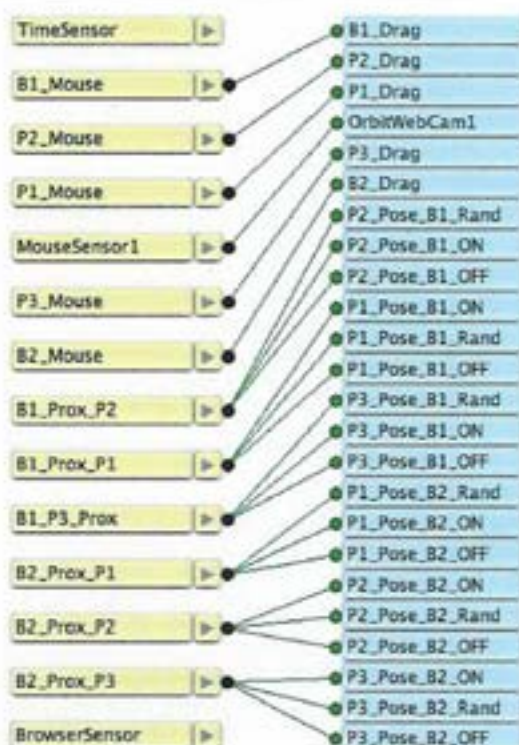 TimeSensor
B1_Mouse
P2_Mouse
P1_Mouse
MouseSensor1
P3_Mouse
B2_Mouse
B1_Prox_P2
B1_Prox_P1
B1_P3_Prox
B2_Prox_P1
B2_Prox_P2
B2_Prox_P3
BrowserSensor
B1_Drag
P2_Drag
P1_Drag
OrbitWebCam1
P3_Drag
B2_Drag
P2_Pose_B1_Rand
P2_Pose_B1_ON
P2_Pose_B1_OFF
P1_Pose_B1_ON
P1_Pose_B1_Rand
P1_Pose_B1_OFF
P3_Pose_B1_Rand
P3_Pose_B1_ON
P3_Pose_B1_OFF
P1_Pose_B2_Rand
P1_Pose_B2_ON
P1_Pose_B2_OFF
P2_Pose_B2_ON
P2_Pose_B2_Rand
P2_Pose_B2_OFF
P3_Pose_B2_ON
P3_Pose_B2_Rand
P3_Pose_B2_OFF